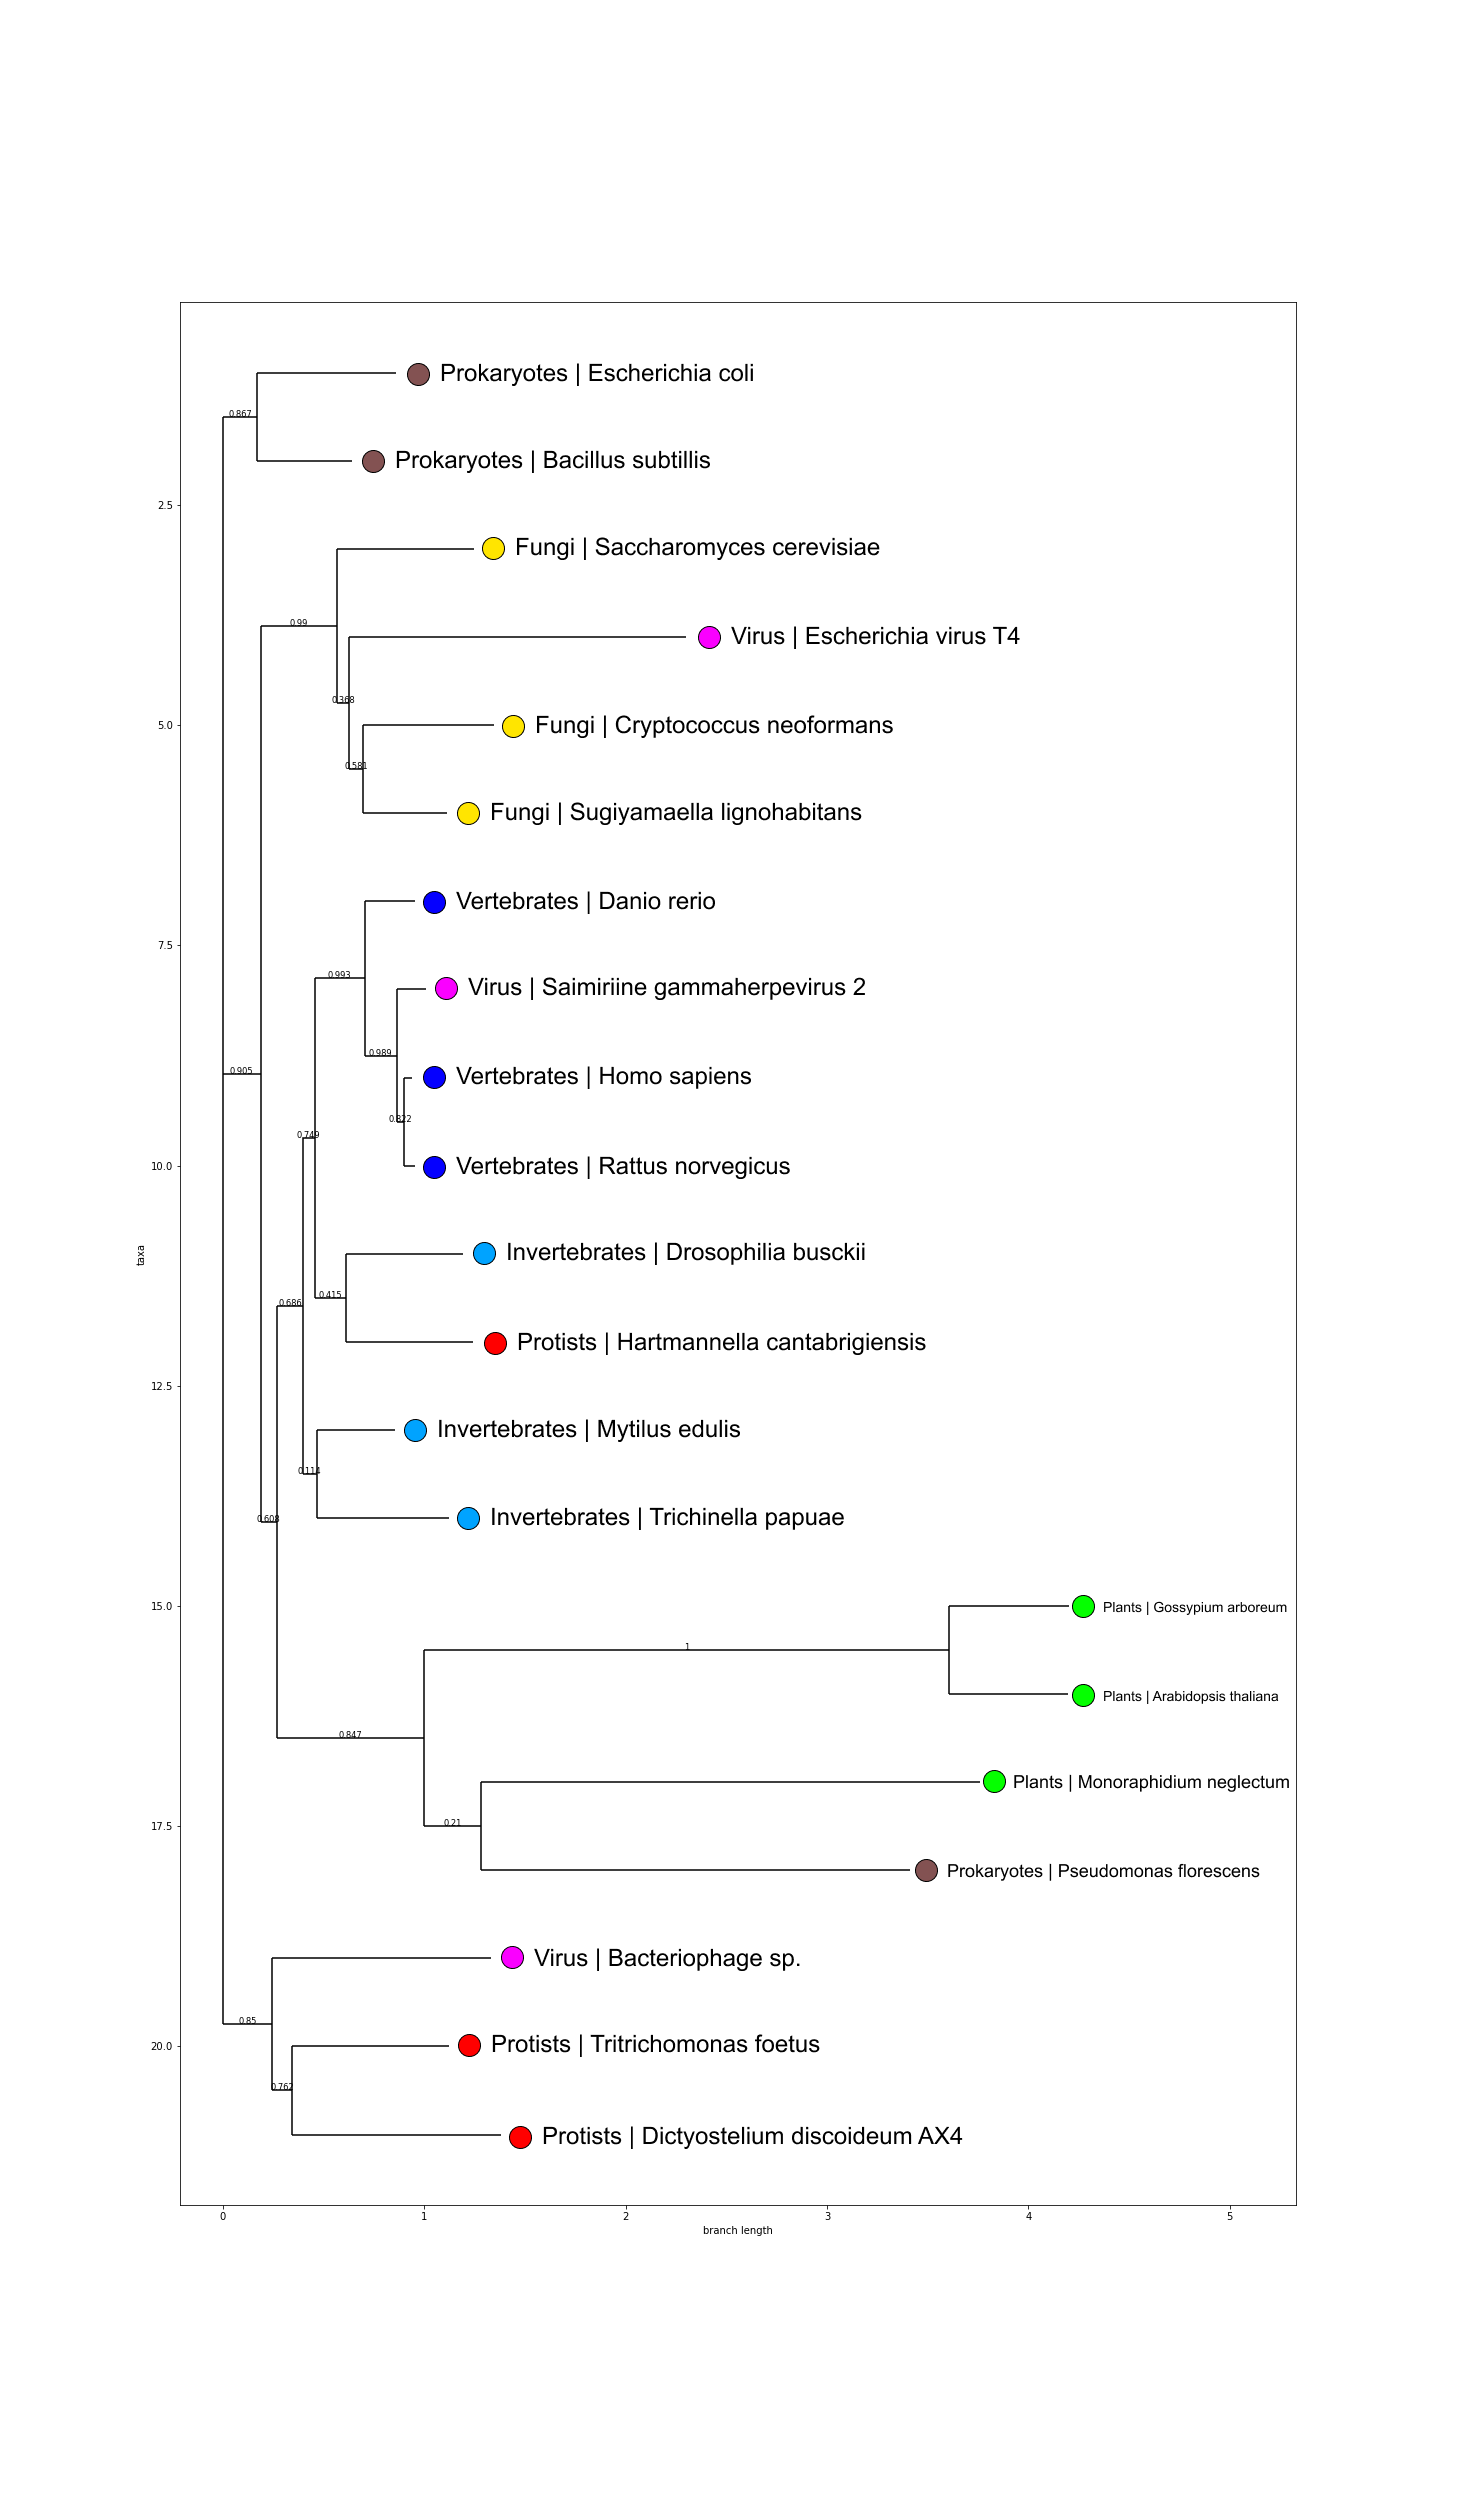 Prokaryotes | Escherichia coli
0.867
Prokaryotes | Bacillus subtillis
2.5
Fungi | Saccharomyces cerevisiae
0.99
Virus | Escherichia virus T4
0.368
5.0
Fungi | Cryptococcus neoformans
0.581
Fungi | Sugiyamaella lignohabitans
Vertebrates | Danio rerio
7.5
0.993
Virus | Saimiriine gammaherpevirus 2
0.989
0.905
Vertebrates | Homo sapiens
0.822
0.749
10.0
Vertebrates | Rattus norvegicus
taxa
Invertebrates | Drosophilia busckii
0.415
0.686
Protists | Hartmannella cantabrigiensis
12.5
Invertebrates | Mytilus edulis
0.114
0.608
Invertebrates | Trichinella papuae
15.0
Plants | Gossypium arboreum
1
Plants | Arabidopsis thaliana
0.847
Plants | Monoraphidium neglectum
17.5
0.21
Prokaryotes | Pseudomonas florescens
Virus | Bacteriophage sp.
0.85
20.0
Protists | Tritrichomonas foetus
0.762
Protists | Dictyostelium discoideum AX4
0 1 2 3 4 5
branch length